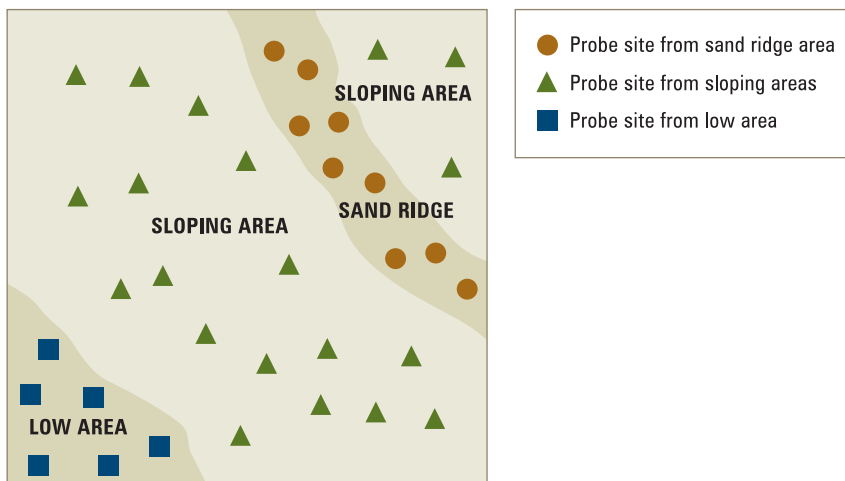 SLOPING AREA
SAND RIDGE
SLOPING AREA
LOW AREA
Probe site from sand ridge area
Probe site from sloping areas
Probe site from low area